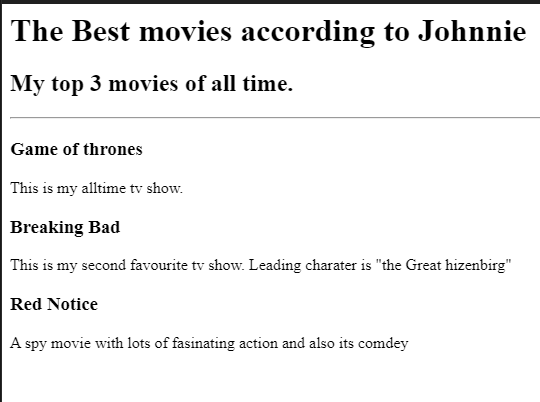 The Best movies according to Johnnie
My top 3 movies of all time.
Game of thrones
This is my alltime tv show.
Breaking Bad
This is my second favourite tv show. Leading charater is "the Great hizenbirg"
Red Notice
A spy movie with lots of fasinating action and also its comdey